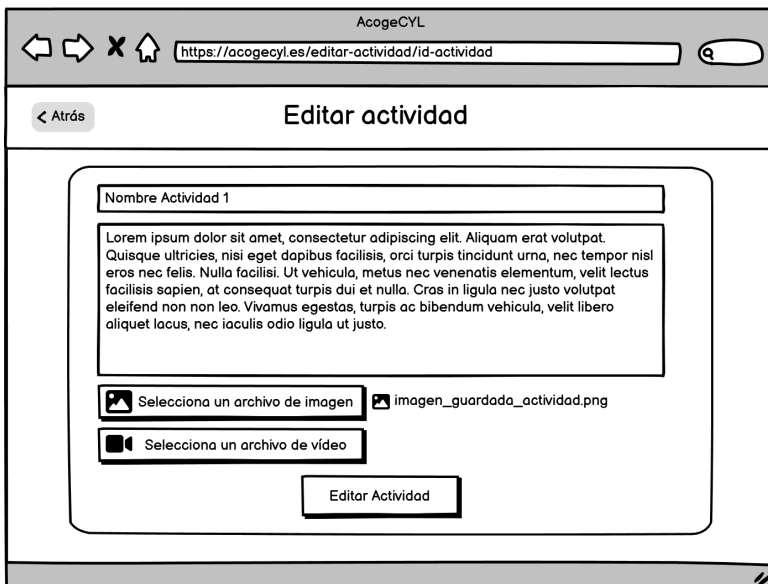 AcogeCYL
https://acogecyl.es/editar-actividad/id-actividad
Atrás
Editar actividad
Nombre Actividad 1
Lorem ipsum dolor sit amet, consectetur adipiscing elit. Aliquam erat volutpat.
Quisque ultricies, nisi eget dapibus facilisis, orci turpis tincidunt urna, nec tempor nisl
eros nec felis. Nulla facilisi. Ut vehicula, metus nec venenatis elementum, velit lectus
facilisis sapien, at consequat turpis dui et nulla. Cras in ligula nec justo volutpat
eleifend non non leo. Vivamus egestas, turpis ac bibendum vehicula, velit libero
aliquet lacus, nec iaculis odio ligula ut justo.
Selecciona un archivo de imagen
imagen_guardada_actividad.png
Selecciona un archivo de vídeo
Editar Actividad